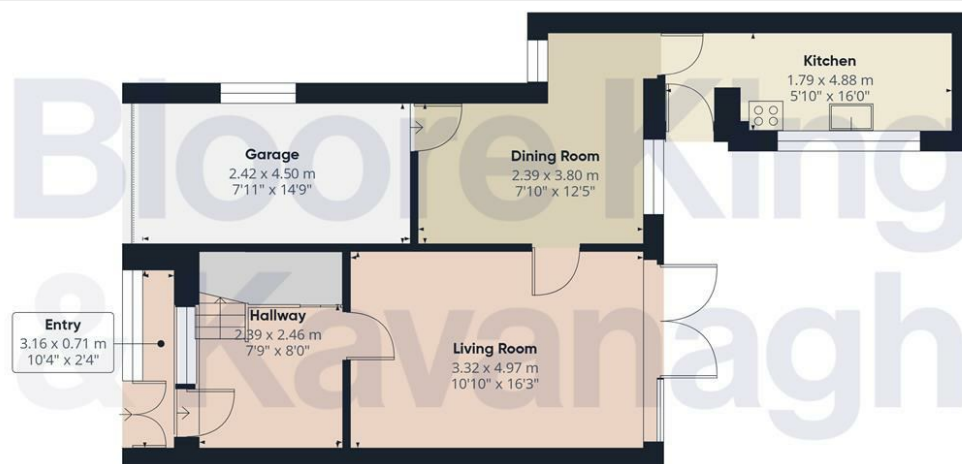 Bloore King
& Kavanagh
Kitchen
1.79 x 4.88 m
5'10" x 16'0"
Garage
2.42 x 4.50 m
7'11" x 14'9"
Dining Room
2.39 x 3.80 m
7'10" x 12'5"
Entry
3.16 x 0.71 m
10'4" x 2'4"
Hallway
2.39 x 2.46 m
7'9" x 8'0"
Living Room
3.32 x 4.97 m
10'10" x 16'3"